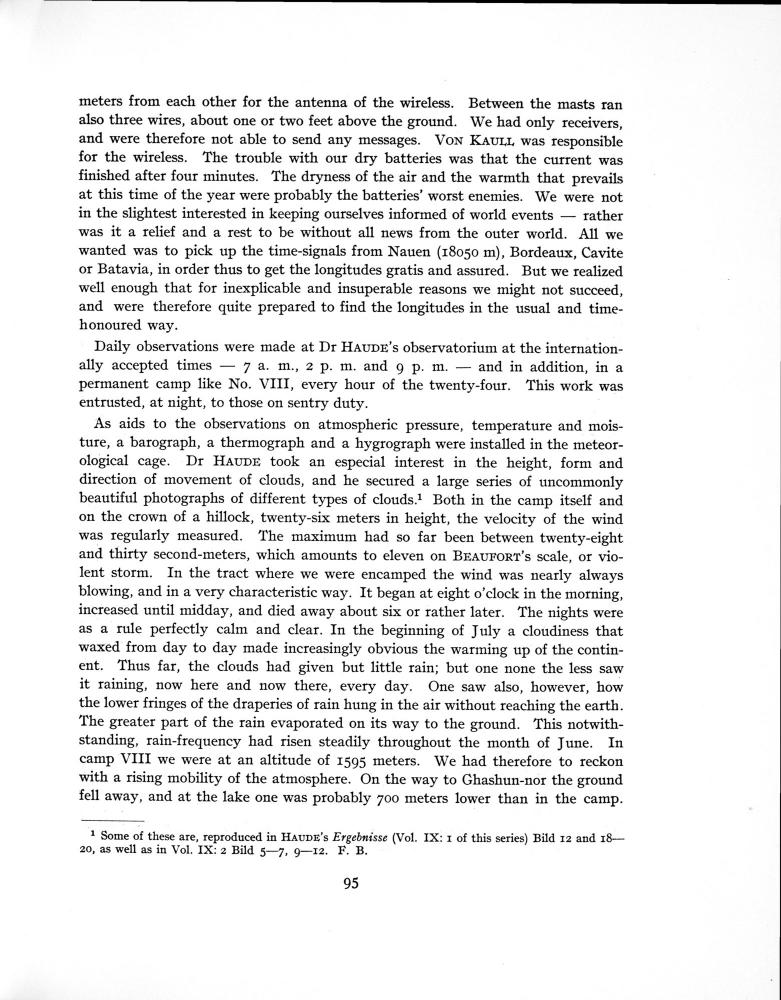 meters from each other for the antenna of the wireless. Between the masts ran
also three wires, about one or two feet above the ground. We had only receivers,
and were therefore not able to send any messages. VON KAULL was responsible
for the wireless. The trouble with our dry batteries was that the current was
finished after four minutes. The dryness of the air and the warmth that prevails
at this time of the year were probably the batteries' worst enemies. We were not
in the slightest interested in keeping ourselves informed of world events — rather
was it a relief and a rest to be without all news from the outer world. All we
wanted was to pick up the time-signals from Nauen (18050 m), Bordeaux, Cavite
or Batavia, in order thus to get the longitudes gratis and assured. But we realized
well enough that for inexplicable and insuperable reasons we might not succeed,
and were therefore quite prepared to find the longitudes in the usual and time-
honoured way.
Daily observations were made at Dr HAUDE's observatorium at the internation-
ally accepted times — 7 a. m., 2 p. m. and 9 p. m. — and in addition, in a
permanent camp like No. VIII, every hour of the twenty-four. This work was
entrusted, at night, to those on sentry duty.
As aids to the observations on atmospheric pressure, temperature and mois-
ture, a barograph, a thermograph and a hygrograph were installed in the meteor-
ological cage. Dr HAUDE took an especial interest in the height, form and
direction of movement of clouds, and he secured a large series of uncommonly
beautiful photographs of different types of clouds.¹ Both in the camp itself and
on the crown of a hillock, twenty-six meters in height, the velocity of the wind
was regularly measured. The maximum had so far been between twenty-eight
and thirty second-meters, which amounts to eleven on BEAUFORT's scale, or vio-
lent storm. In the tract where we were encamped the wind was nearly always
blowing, and in a very characteristic way. It began at eight o'clock in the morning,
increased until midday, and died away about six or rather later. The nights were
as a rule perfectly calm and clear. In the beginning of July a cloudiness that
waxed from day to day made increasingly obvious the warming up of the contin-
ent. Thus far, the clouds had given but little rain; but one none the less saw
it raining, now here and now there, every day. One saw also, however, how
the lower fringes of the draperies of rain hung in the air without reaching the earth.
The greater part of the rain evaporated on its way to the ground. This notwith-
standing, rain-frequency had risen steadily throughout the month of June. In
camp VIII we were at an altitude of 1595 meters. We had therefore to reckon
with a rising mobility of the atmosphere. On the way to Ghashun-nor the ground
fell away, and at the lake one was probably 700 meters lower than in the camp.
¹ Some of these are, reproduced in HAUDE's Ergebnisse (Vol. IX: 1 of this series) Bild 12 and 18—
20, as well as in Vol. IX: 2 Bild 5—7, 9—12. F. B.
95